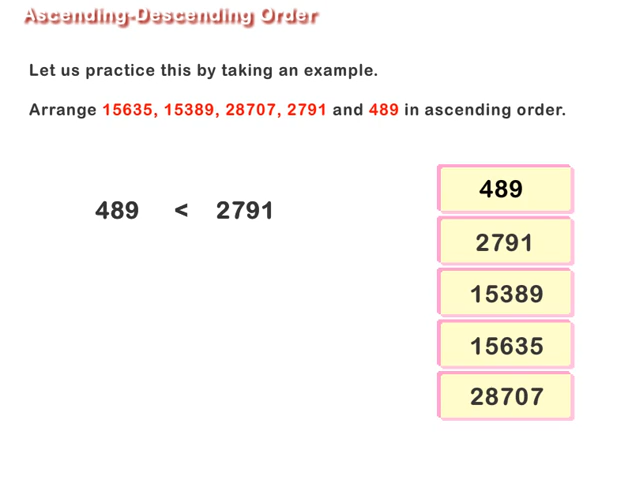 Ascending-Descending Order
Let us practice this by taking an example.
Arrange 15635, 15389, 28707, 2791 and 489 in ascending order.
489 < 2791
489
2791
15389
15635
28707